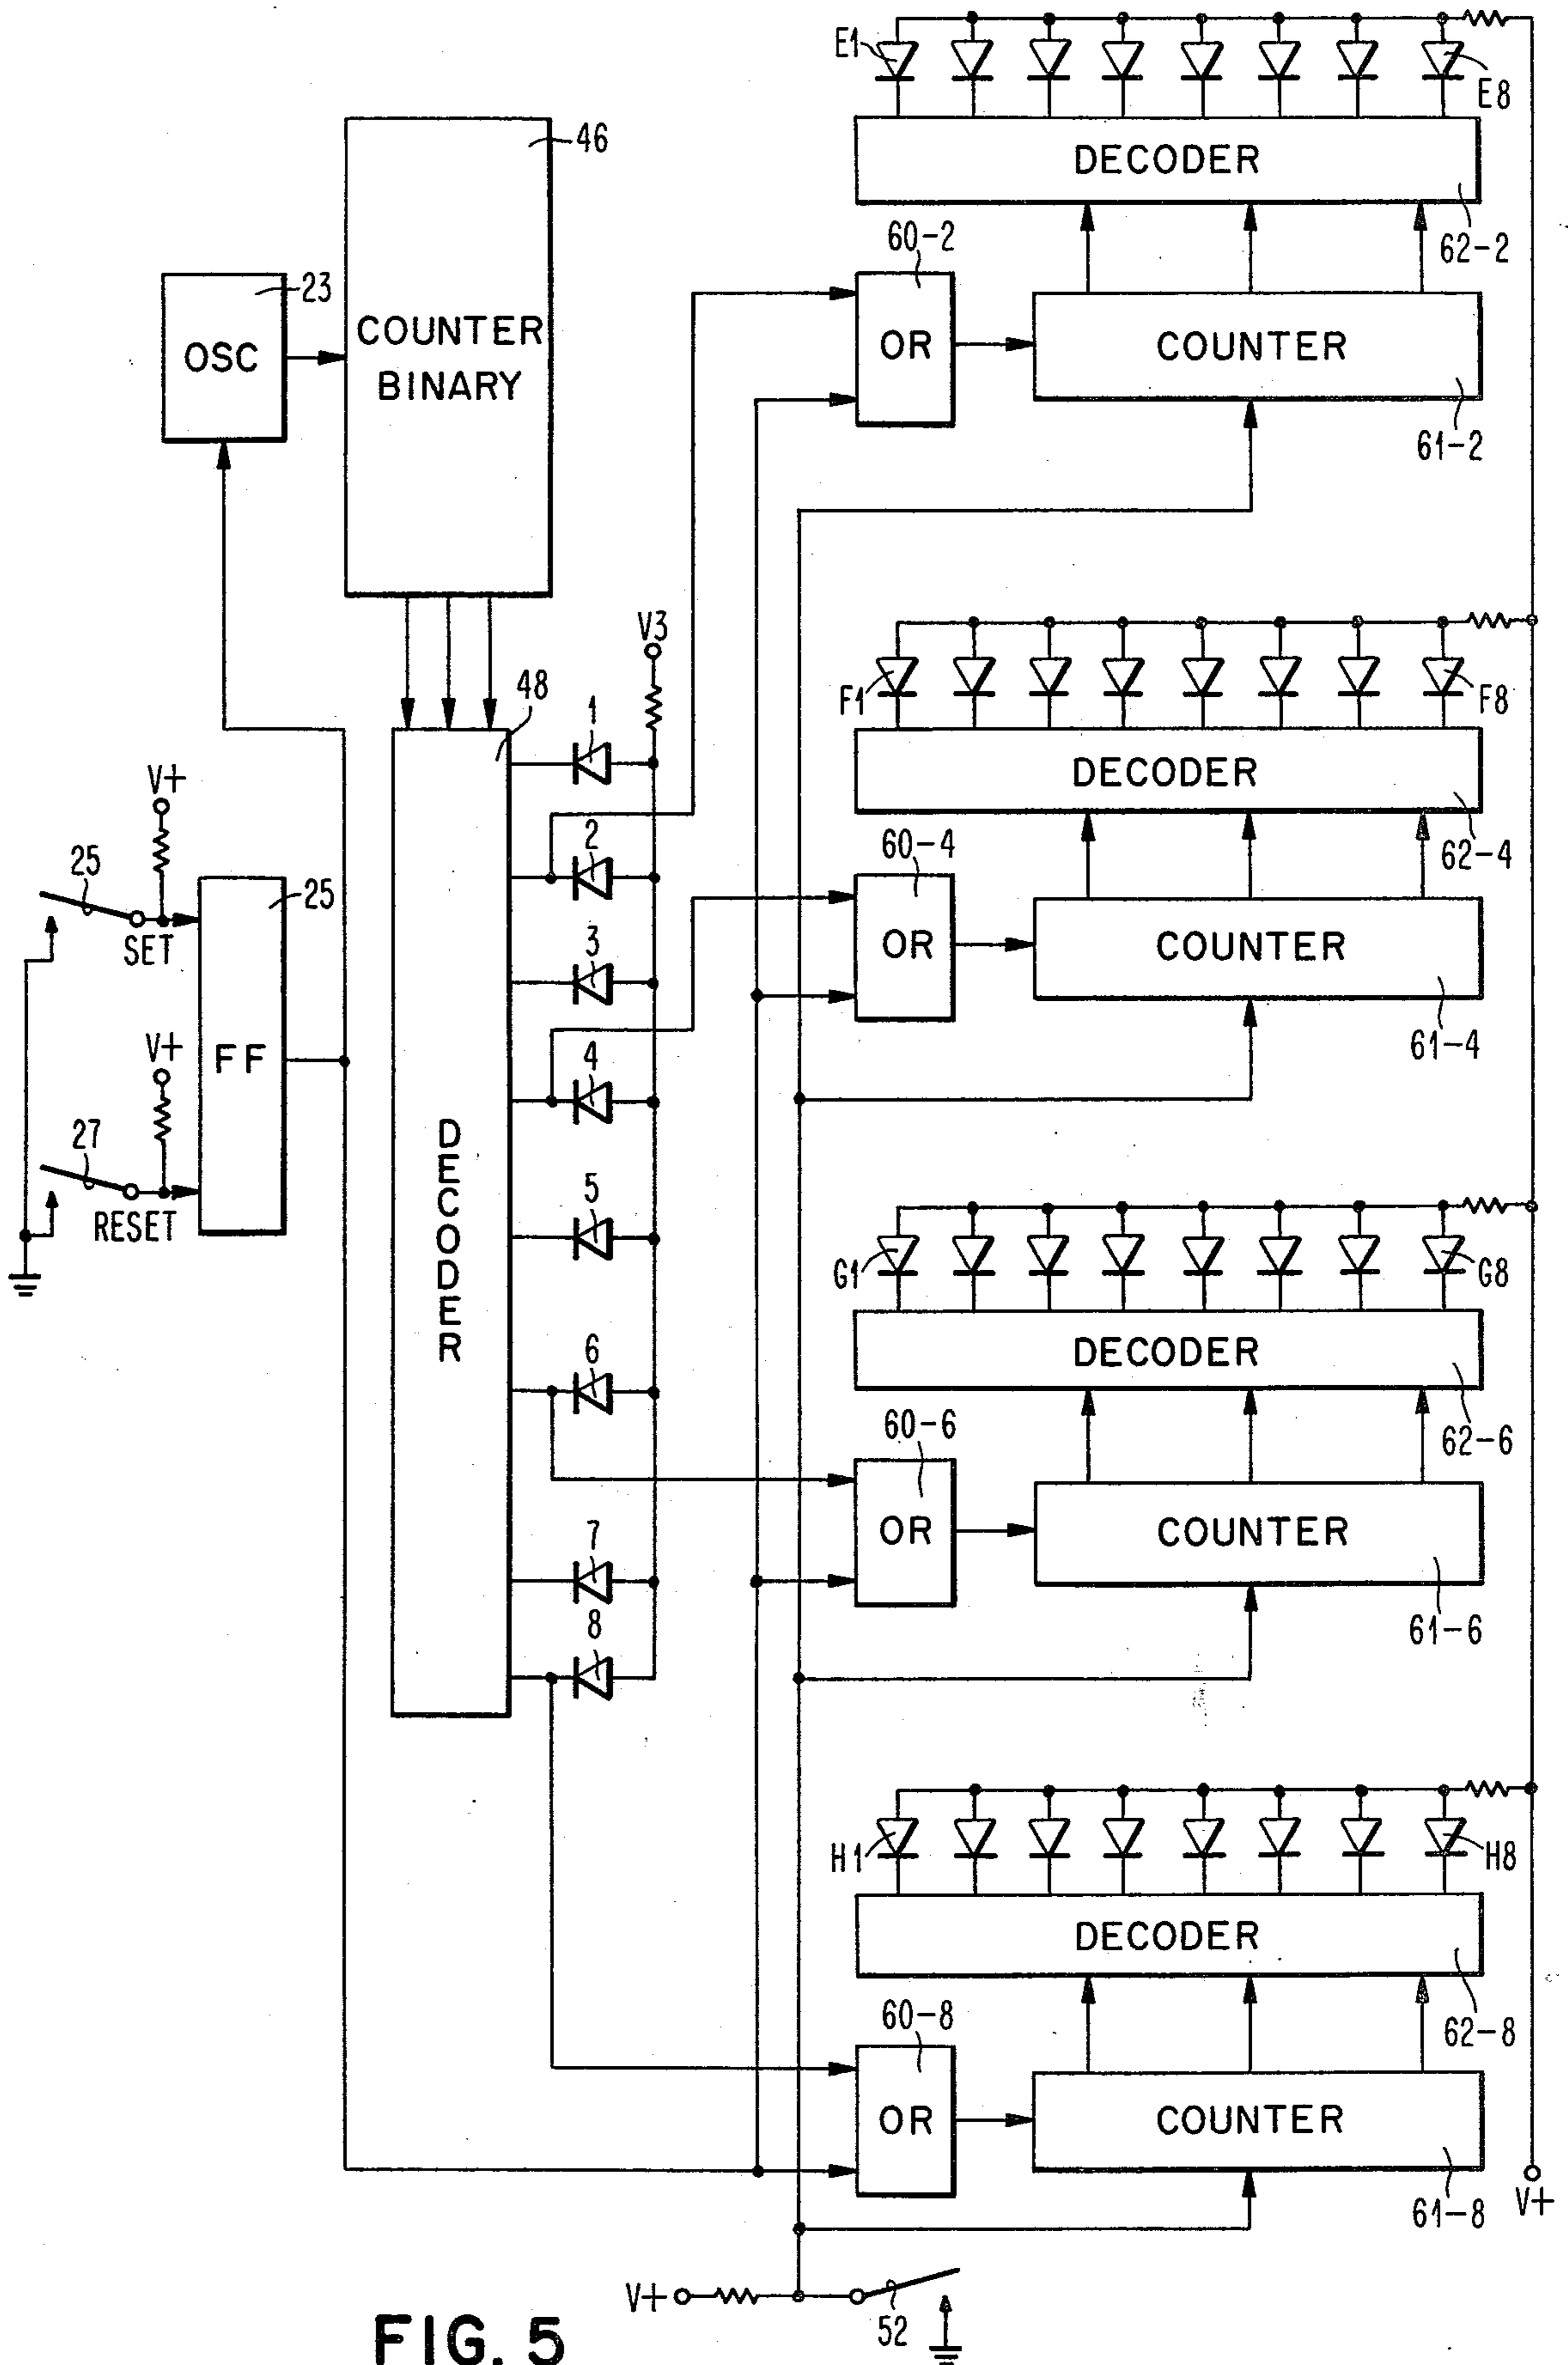 E1
E8
46
DECODER
60-2
62-2
23
COUNTER
BINARY
OSC
OR
COUNTER
61-2
V3
48
1
F1
F8
DECODER
V+
2
60-4
62-4
25
25
SET
3
OR
COUNTER
V+
FF
4
61-4
DECODER
27
5
RESET
G1
G8
DECODER
6
60-6
62-6
7
OR
COUNTER
8
61-6
H1
H8
DECODER
60-8
62-8
OR
COUNTER
61-8
V+
V+
52
FIG. 5